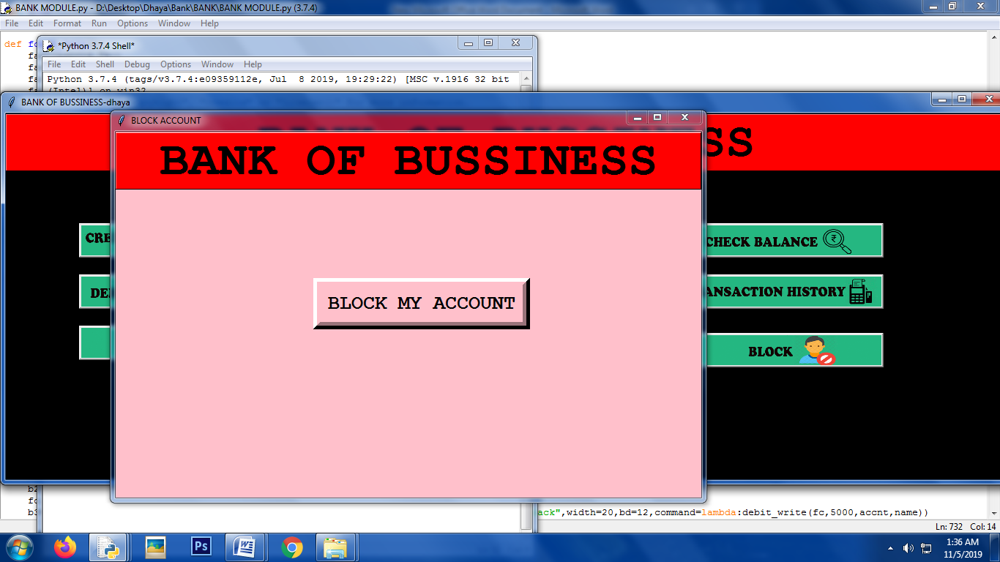 BANK MODULE.py - D:\Desktop\Dhaya\Bank\BANK\BANK MODULE.py (3.7.4)
File Edit Format Run Options Window Help
def
*Python 3.7.4 Shell*
File Edit Shell Debug Options Window Help
Python 3.7.4 (tags/v3.7.4:e09359112e, Jul  8 2019, 19:29:22) [MSC v.1916 32 bit
(Intel)] on win32
BANK OF BUSSINESS-dhaya
BLOCK ACCOUNT
BANK OF BUSSINESS
SS
CRE
CHECK BALANCE
BLOCK MY ACCOUNT
DE
ANSACTION HISTORY
BLOCK
b2
fc
b3
ack",width=20,bd=12,command=lambda:debit_write(fc,5000,accnt,name))
Ln: 732 Col: 14
Ps
1:36 AM
11/5/2019